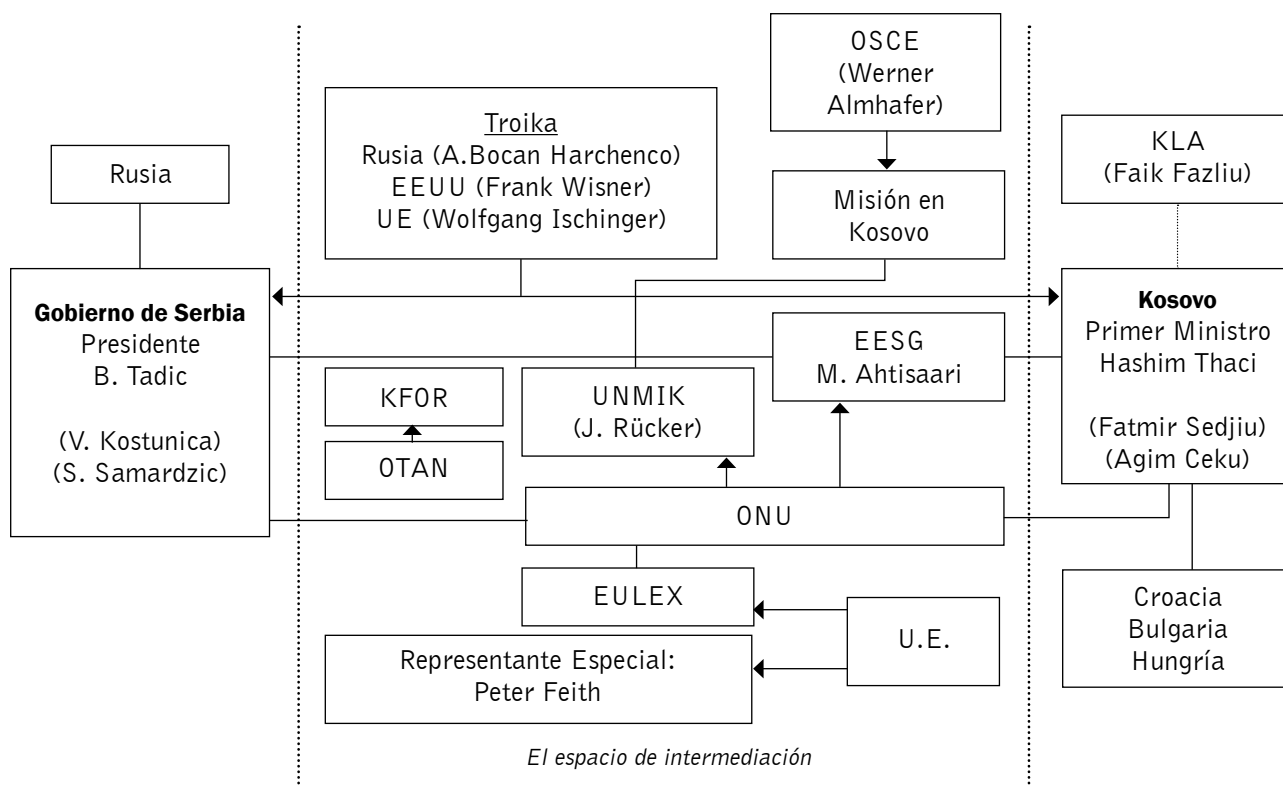 Rusia
Gobierno de Serbia
Presidente
B. Tadic
(V. Kostunica)
(S. Samardzic)
Troika
Rusia (A.Bocan Harchenco)
EEUU (Frank Wisner)
UE (Wolfgang Ischinger)
OSCE
(Werner
Almhafer)
Misión en
Kosovo
KFOR
OTAN
UNMIK
(J. Rücker)
EESG
M. Ahtisaari
ONU
EULEX
Representante Especial:
Peter Feith
U.E.
El espacio de intermediación
KLA
(Faik Fazliu)
Kosovo
Primer Ministro
Hashim Thaci
(Fatmir Sedjiu)
(Agim Ceku)
Croacia
Bulgaria
Hungría